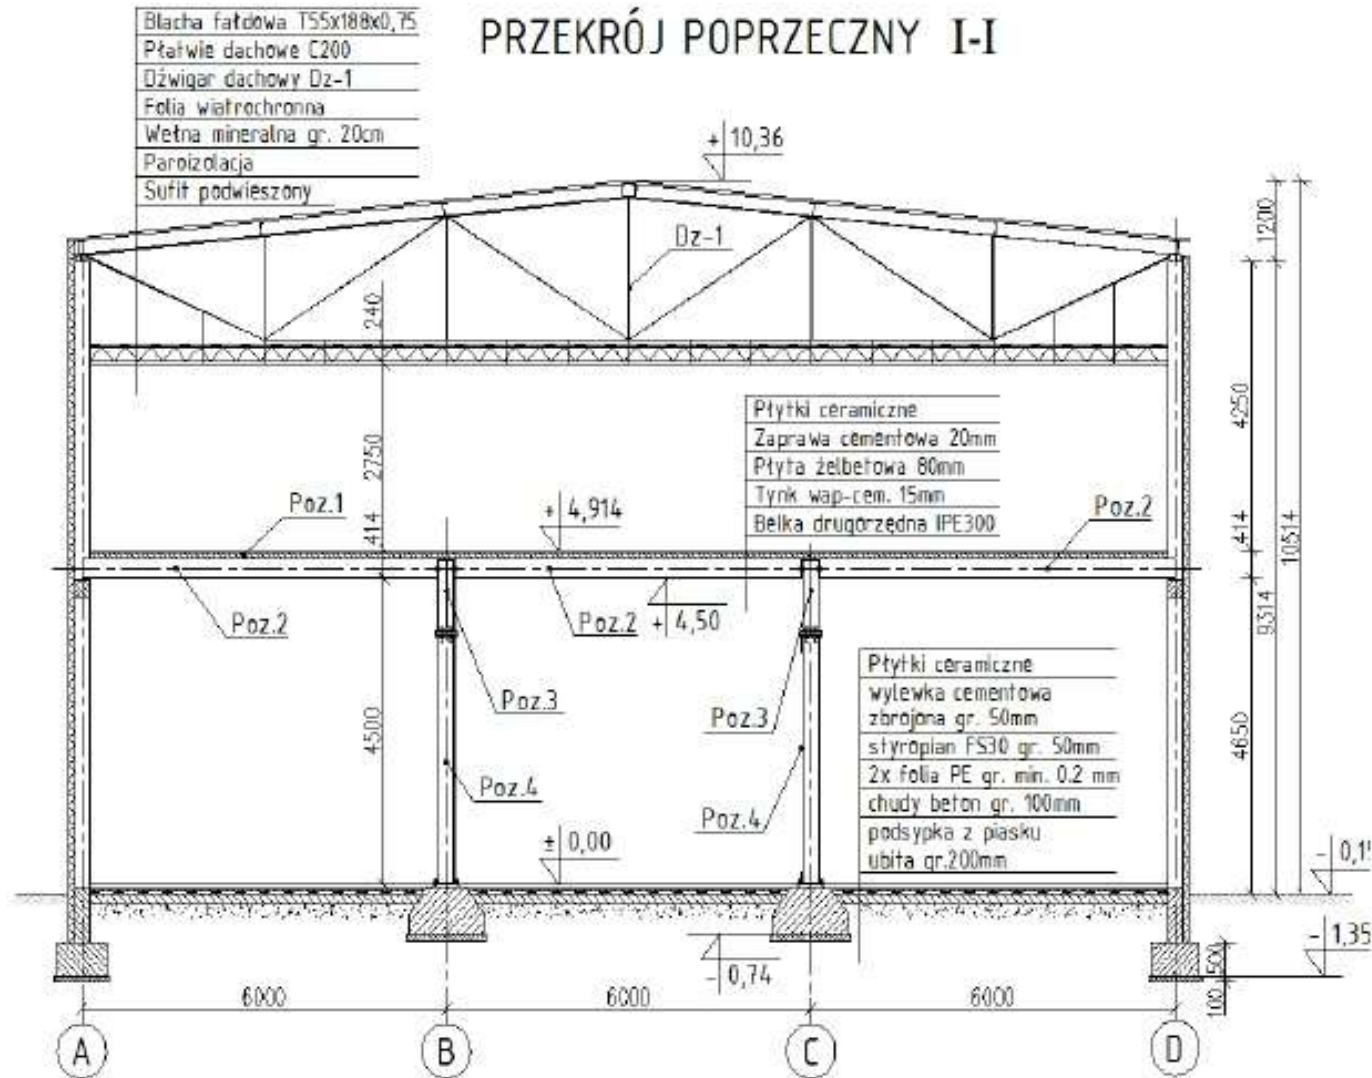 PRZEKRÓJ POPRZECZNY I-I
Blacha fałdowa T55x188x0,75
Płatwie dachowe C200
Dźwigar dachowy Dz-1
Folia wiatrochronna
Wełna mineralna gr. 20cm
Paroizolacja
Sufit podwieszony
+ 10,36
Dz-1
1200
240
Płytki ceramiczne
Zaprawa cementowa 20mm
Płyta żelbetowa 80mm
Tynk wap-cem. 15mm
Belka drugorzędna IPE300
4250
2750
Poz.1
+ 4,914
Poz.2
414
414
10514
9314
Poz.2
Poz.2
+ 4,50
Płytki ceramiczne
wylewka cementowa
zbrojona gr. 50mm
styropian FS30 gr. 50mm
2x folia PE gr. min. 0.2 mm
chudy beton gr. 100mm
podsypka z piasku
ubita gr.200mm
Poz.3
Poz.3
4500
4650
Poz.4
Poz.4
± 0,00
- 1,35
- 0,74
500
100
6000
6000
6000
A
B
C
D